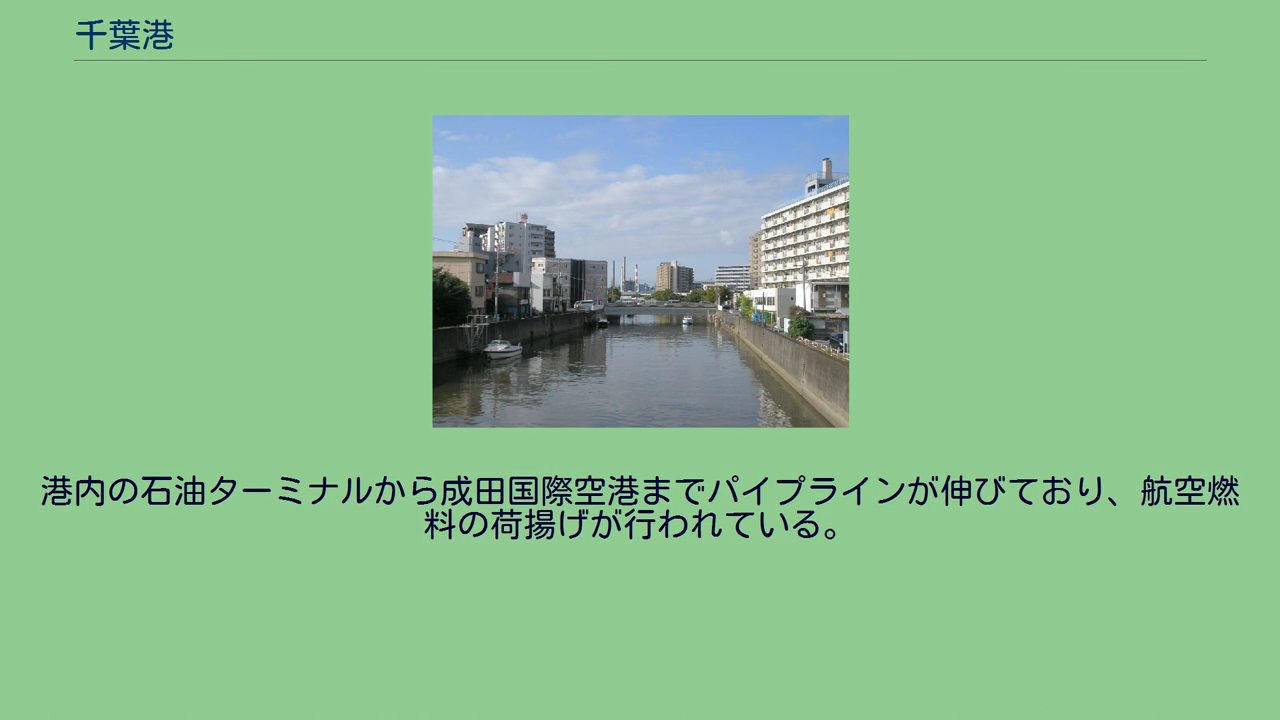 千葉港
港内の石油ターミナルから成田国際空港までパイプラインが伸びており、航空燃
料の荷揚げが行われている。